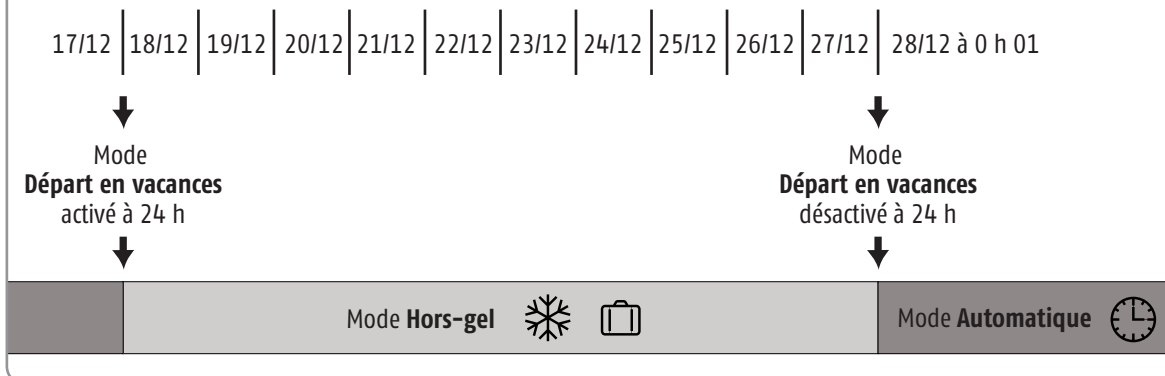 17/12 18/12 19/12 20/12 21/12 22/12 23/12 24/12 25/12 26/12 27/12 28/12 à 0 h 01
Mode
Départ en vacances
activé à 24 h
Mode
Départ en vacances
désactivé à 24 h
Mode Hors-gel
Mode Automatique